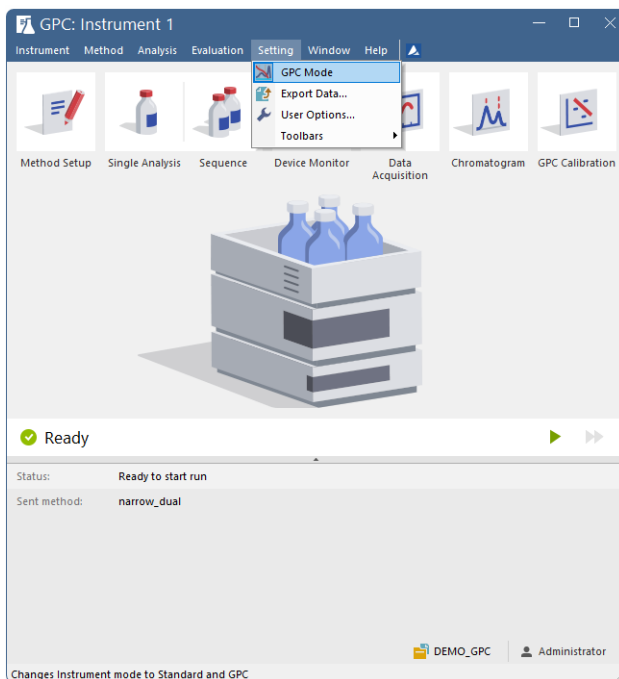 GPC: Instrument 1
Instrument Method Analysis Evaluation Setting Window Help
GPC Mode
Export Data...
User Options...
Toolbars
Method Setup Single Analysis Sequence Device Monitor Data Acquisition Chromatogram GPC Calibration
Ready
Status: Ready to start run
Sent method: narrow_dual
DEMO_GPC Administrator
Changes Instrument mode to Standard and GPC